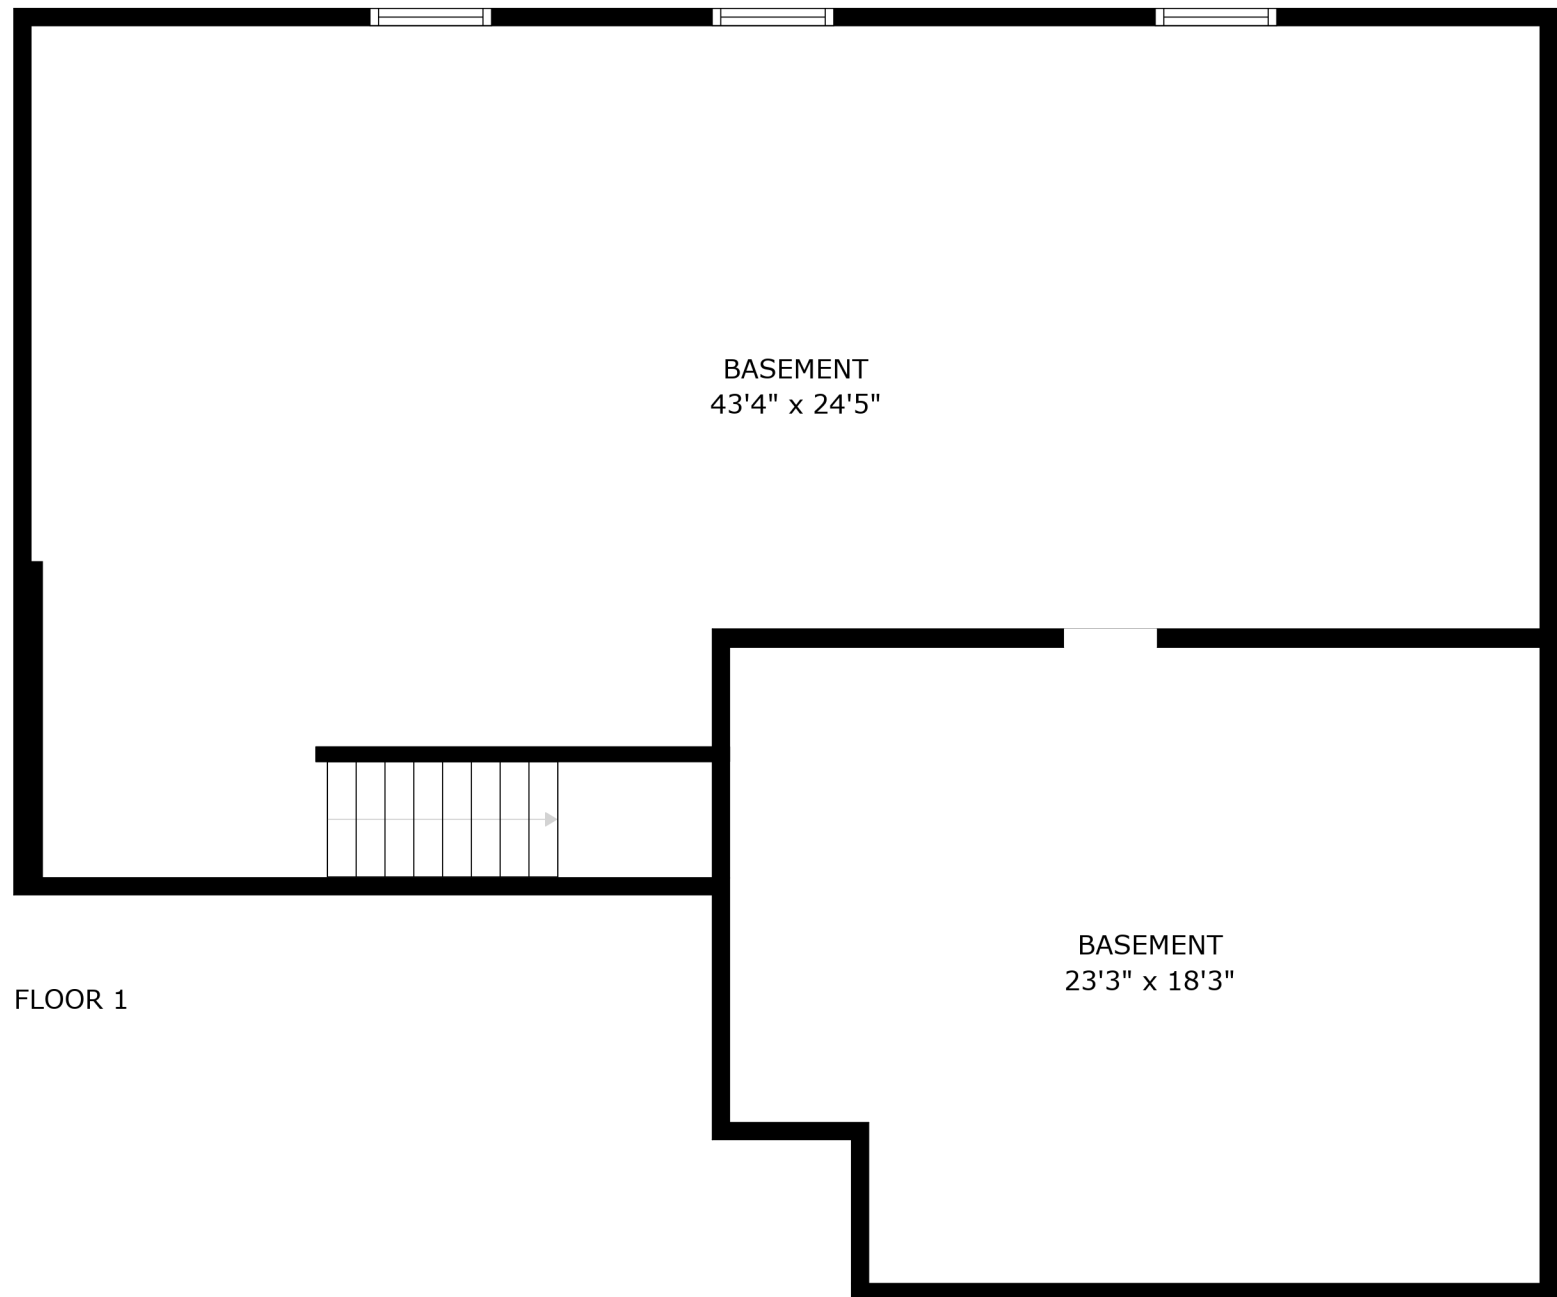 BASEMENT
43'4" x 24'5"
BASEMENT
23'3" x 18'3"
FLOOR 1